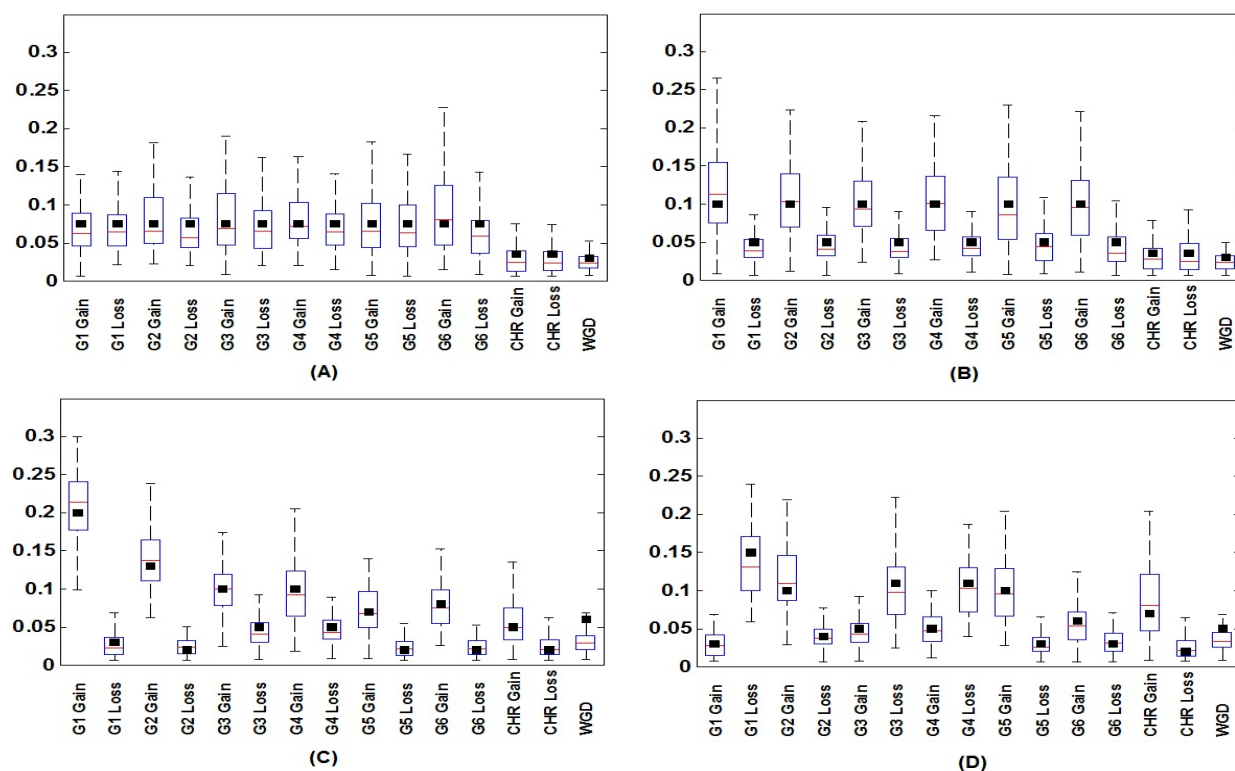 0.3
0.25
0.2
0.15
0.1
0.05
0
G1 Gain
G1 Loss
G2 Gain
G2 Loss
G3 Gain
G3 Loss
G4 Gain
G4 Loss
G5 Gain
G5 Loss
G6 Gain
G6 Loss
CHR Gain
CHR Loss
WGD
(A)
0.3
0.25
0.2
0.15
0.1
0.05
0
G1 Gain
G1 Loss
G2 Gain
G2 Loss
G3 Gain
G3 Loss
G4 Gain
G4 Loss
G5 Gain
G5 Loss
G6 Gain
G6 Loss
CHR Gain
CHR Loss
WGD
(B)
0.3
0.25
0.2
0.15
0.1
0.05
0
G1 Gain
G1 Loss
G2 Gain
G2 Loss
G3 Gain
G3 Loss
G4 Gain
G4 Loss
G5 Gain
G5 Loss
G6 Gain
G6 Loss
CHR Gain
CHR Loss
WGD
(C)
0.3
0.25
0.2
0.15
0.1
0.05
0
G1 Gain
G1 Loss
G2 Gain
G2 Loss
G3 Gain
G3 Loss
G4 Gain
G4 Loss
G5 Gain
G5 Loss
G6 Gain
G6 Loss
CHR Gain
CHR Loss
WGD
(D)